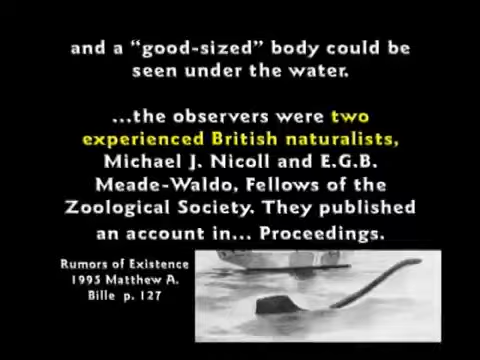 and a “good-sized” body could be
seen under the water.
...the observers were two
experienced British naturalists,
Michael J. Nicoll and E.G.B.
Meade-Waldo, Fellows of the
Zoological Society. They published
an account in... Proceedings.
Rumors of Existence
1995 Matthew A.
Bille p. 127